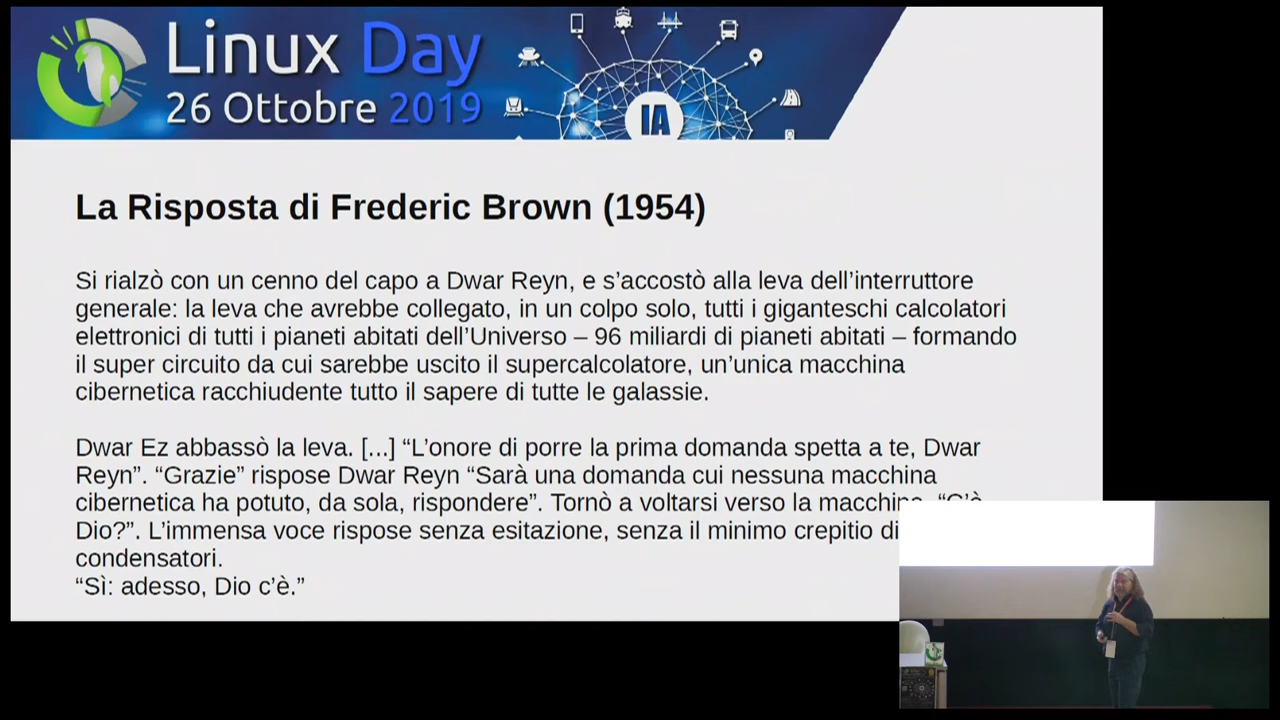 Linux Day
26 Ottobre 2019
IA
La Risposta di Frederic Brown (1954)
Si rialzò con un cenno del capo a Dwar Reyn, e s’accostò alla leva dell’interruttore
generale: la leva che avrebbe collegato, in un colpo solo, tutti i giganteschi calcolatori
elettronici di tutti i pianeti abitati dell’Universo – 96 miliardi di pianeti abitati – formando
il super circuito da cui sarebbe uscito il supercalcolatore, un’unica macchina
cibernetica racchiudente tutto il sapere di tutte le galassie.
Dwar Ez abbassò la leva. [...] “L’onore di porre la prima domanda spetta a te, Dwar
Reyn”. “Grazie” rispose Dwar Reyn “Sarà una domanda cui nessuna macchina
cibernetica ha potuto, da sola, rispondere”. Tornò a voltarsi verso la macchina. “C’è
Dio?”. L’immensa voce rispose senza esitazione, senza il minimo crepitio di
condensatori.
“Sì: adesso, Dio c’è.”